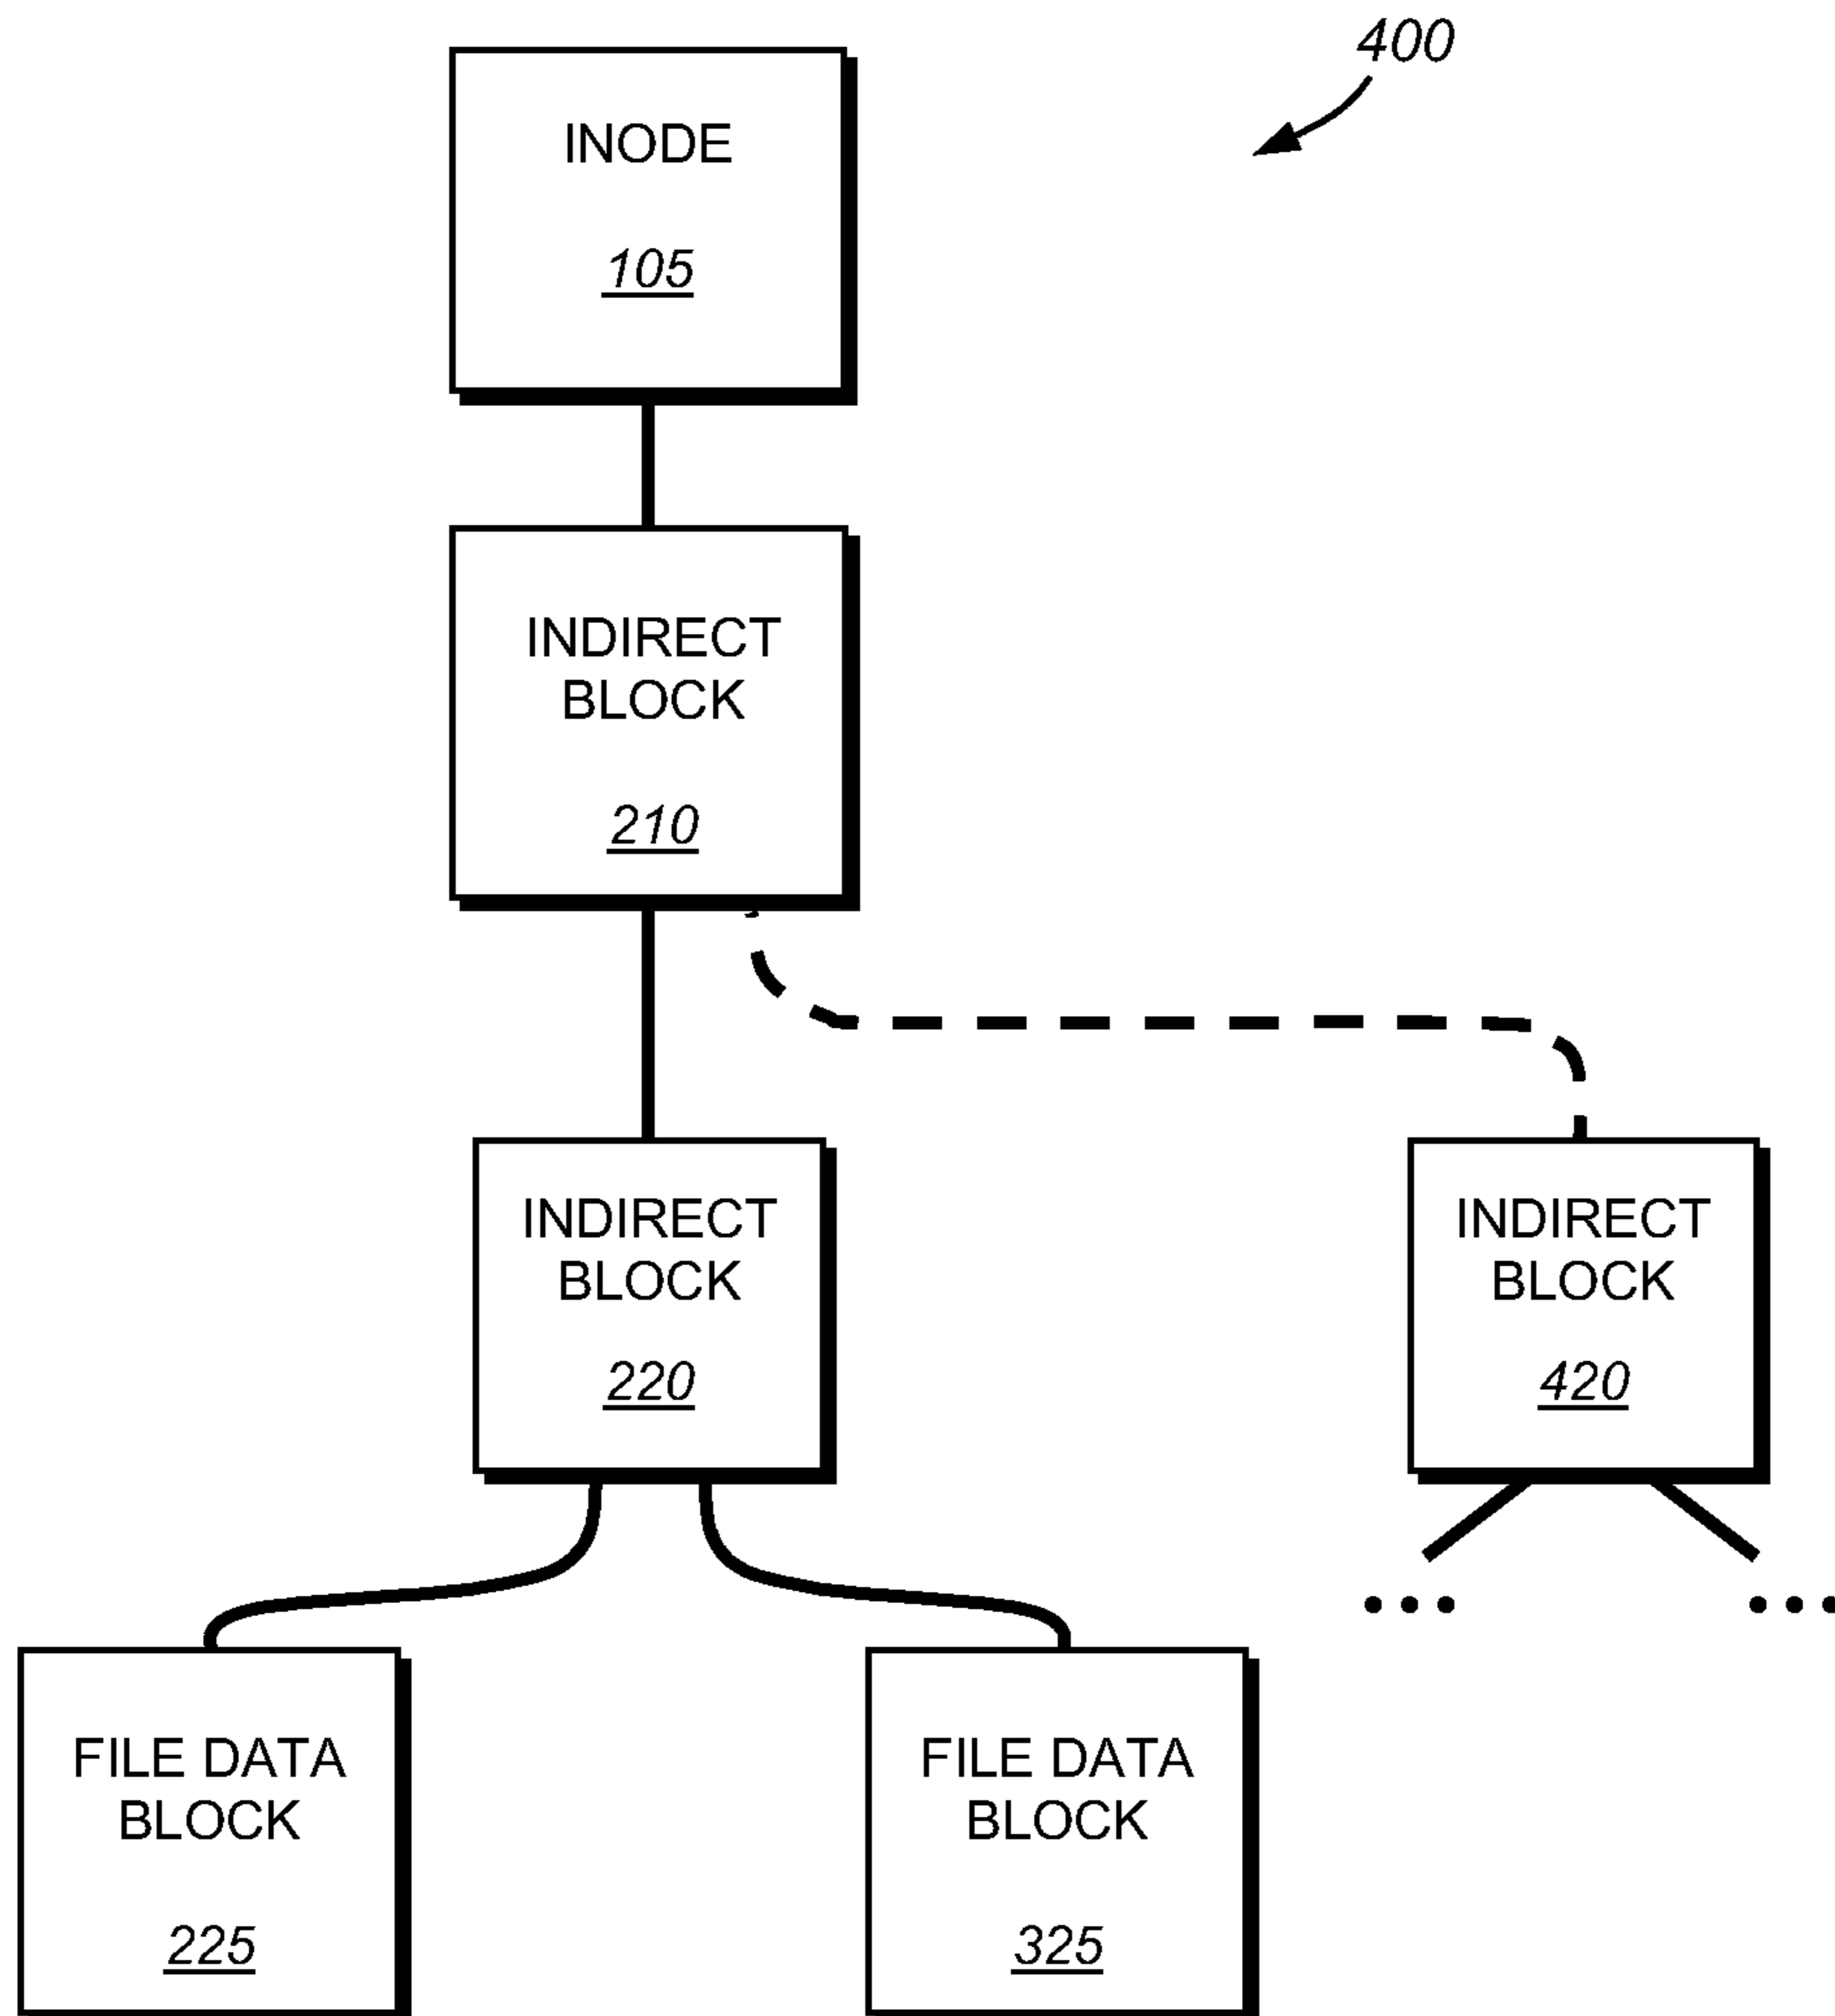 400
INODE
105
INDIRECT
BLOCK
210
INDIRECT
BLOCK
220
INDIRECT
BLOCK
420
FILE DATA
BLOCK
225
FILE DATA
BLOCK
325